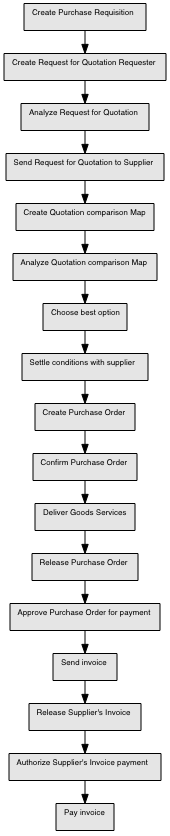 Create Purchase Requisition
Create Request for Quotation Requester
Analyze Request for Quotation
Send Request for Quotation to Supplier
Create Quotation comparison Map
Analyze Quotation comparison Map
Choose best option
Settle conditions with supplier
Create Purchase Order
Confirm Purchase Order
Deliver Goods Services
Release Purchase Order
Approve Purchase Order for payment
Send invoice
Release Supplier's Invoice
Authorize Supplier's Invoice payment
Pay invoice